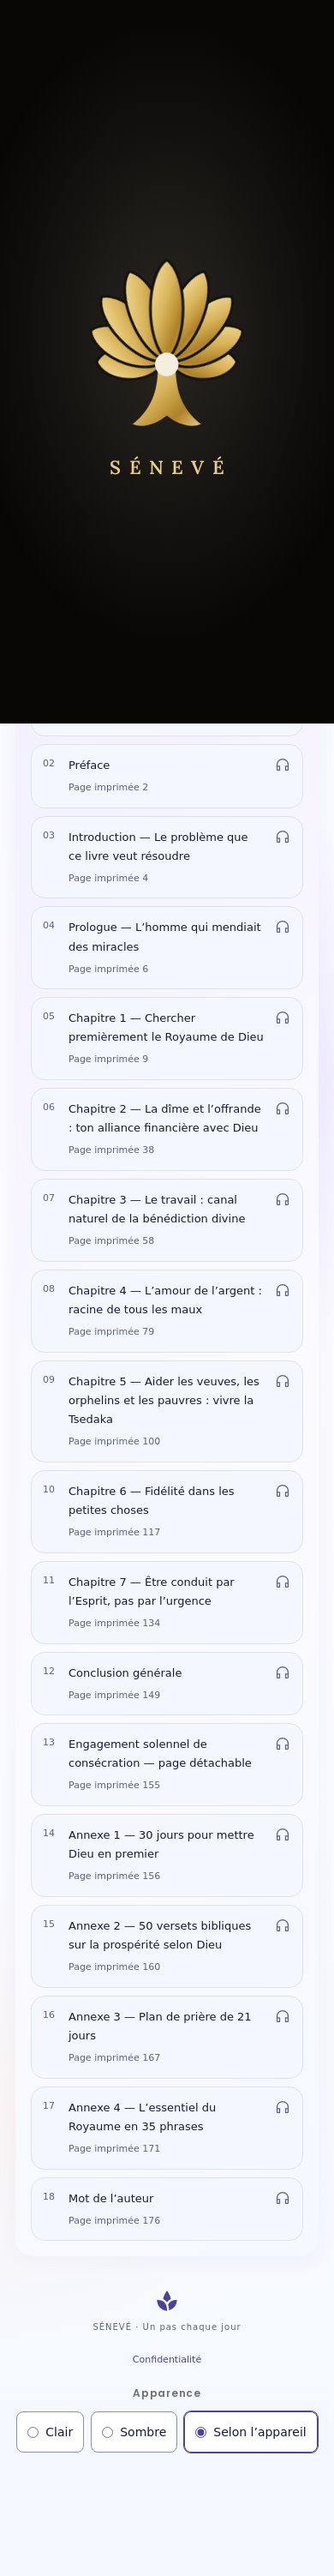 SÉNEVÉ
02
Préface
Page imprimée 2
03
Introduction — Le problème que
ce livre veut résoudre
Page imprimée 4
04
Prologue — L’homme qui mendiait
des miracles
Page imprimée 6
05
Chapitre 1 — Chercher
premièrement le Royaume de Dieu
Page imprimée 9
06
Chapitre 2 — La dîme et l’offrande
: ton alliance financière avec Dieu
Page imprimée 38
07
Chapitre 3 — Le travail : canal
naturel de la bénédiction divine
Page imprimée 58
08
Chapitre 4 — L’amour de l’argent :
racine de tous les maux
Page imprimée 79
09
Chapitre 5 — Aider les veuves, les
orphelins et les pauvres : vivre la
Tsedaka
Page imprimée 100
10
Chapitre 6 — Fidélité dans les
petites choses
Page imprimée 117
11
Chapitre 7 — Être conduit par
l’Esprit, pas par l’urgence
Page imprimée 134
12
Conclusion générale
Page imprimée 149
13
Engagement solennel de
consécration — page détachable
Page imprimée 155
14
Annexe 1 — 30 jours pour mettre
Dieu en premier
Page imprimée 156
15
Annexe 2 — 50 versets bibliques
sur la prospérité selon Dieu
Page imprimée 160
16
Annexe 3 — Plan de prière de 21
jours
Page imprimée 167
17
Annexe 4 — L’essentiel du
Royaume en 35 phrases
Page imprimée 171
18
Mot de l’auteur
Page imprimée 176
SÉNEVÉ · Un pas chaque jour
Confidentialité
Apparence
Clair
Sombre
Selon l’appareil